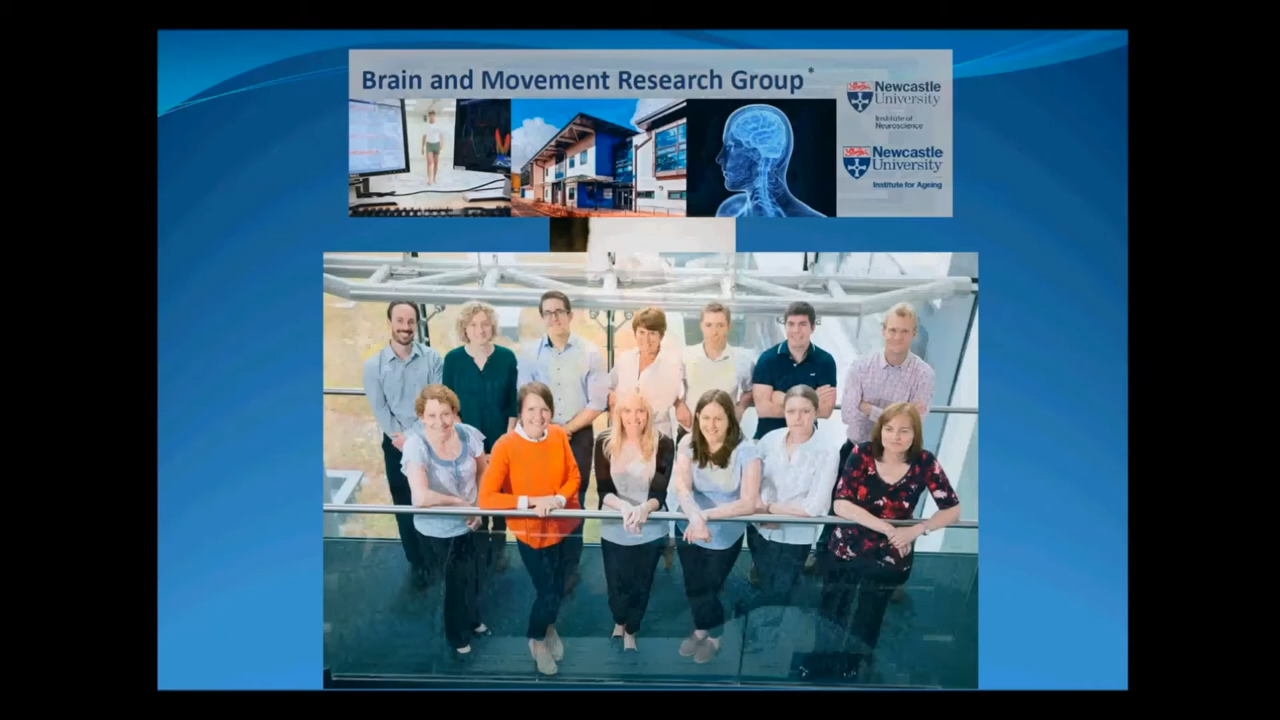 Brain and Movement Research Group*
Newcastle
University
Institute of
Neuroscience
Newcastle
University
Institute for Ageing